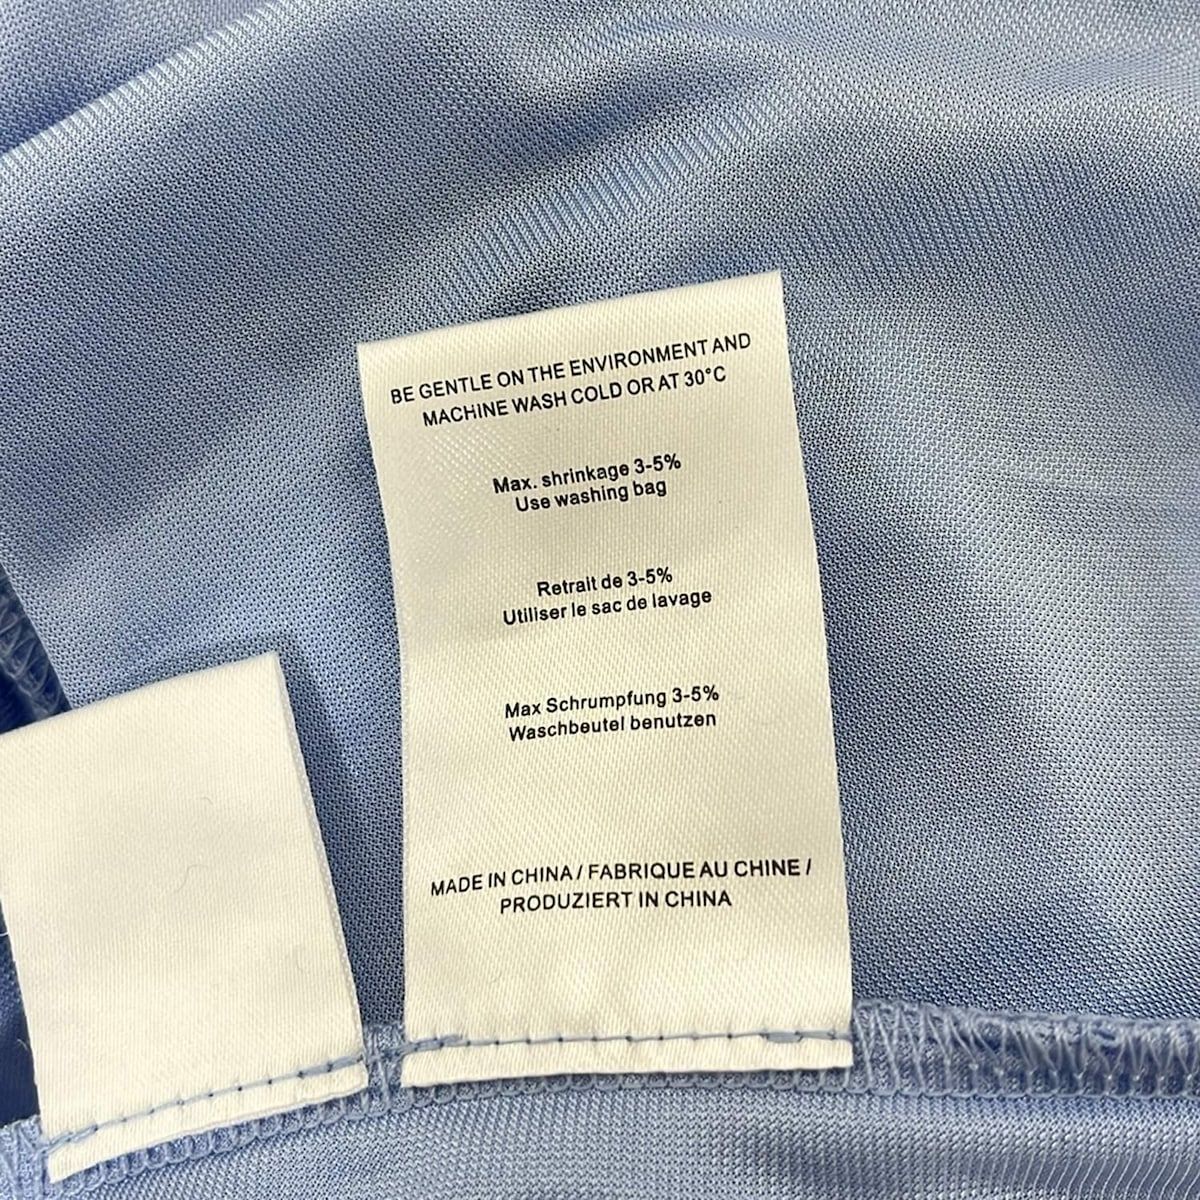 BE GENTLE ON THE ENVIRONMENT AND
MACHINE WASH COLD OR AT 30°C
Max. shrinkage 3-5%
Use washing bag
Retrait de 3-5%
Utiliser le sac de lavage
Max Schrumpfung 3-5%
Waschbeutel benutzen
MADE IN CHINA / FABRIQUE AU CHINE /
PRODUZIERT IN CHINA